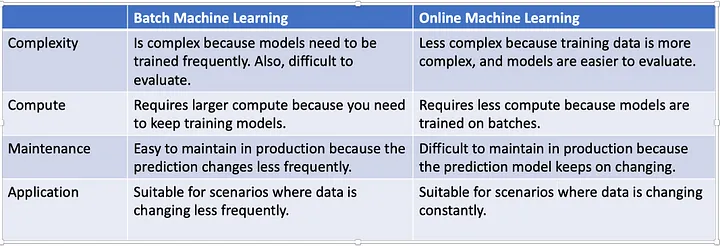 Batch Machine Learning Online Machine Learning
Complexity Is complex because models need to be Less complex because training data is more
trained frequently. Also, difficult to complex, and models are easier to evaluate.
evaluate.
Compute Requires larger compute because you need Requires less compute because models are
to keep training models. trained on batches.
Maintenance Easy to maintain in production because the Difficult to maintain in production because
prediction changes less frequently. the prediction model keeps on changing.
Application Suitable for scenarios where data is Suitable for scenarios where data is changing
changing less frequently. constantly.